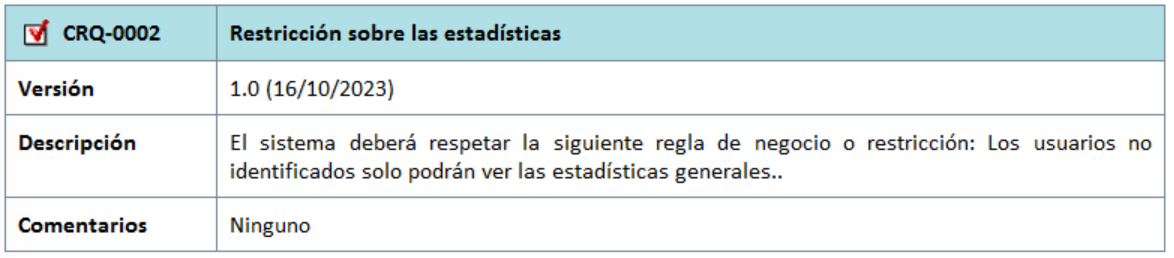 CRQ-0002 Restricción sobre las estadísticas
Versión 1.0 (16/10/2023)
Descripción El sistema deberá respetar la siguiente regla de negocio o restricción: Los usuarios no
identificados solo podrán ver las estadísticas generales..
Comentarios Ninguno